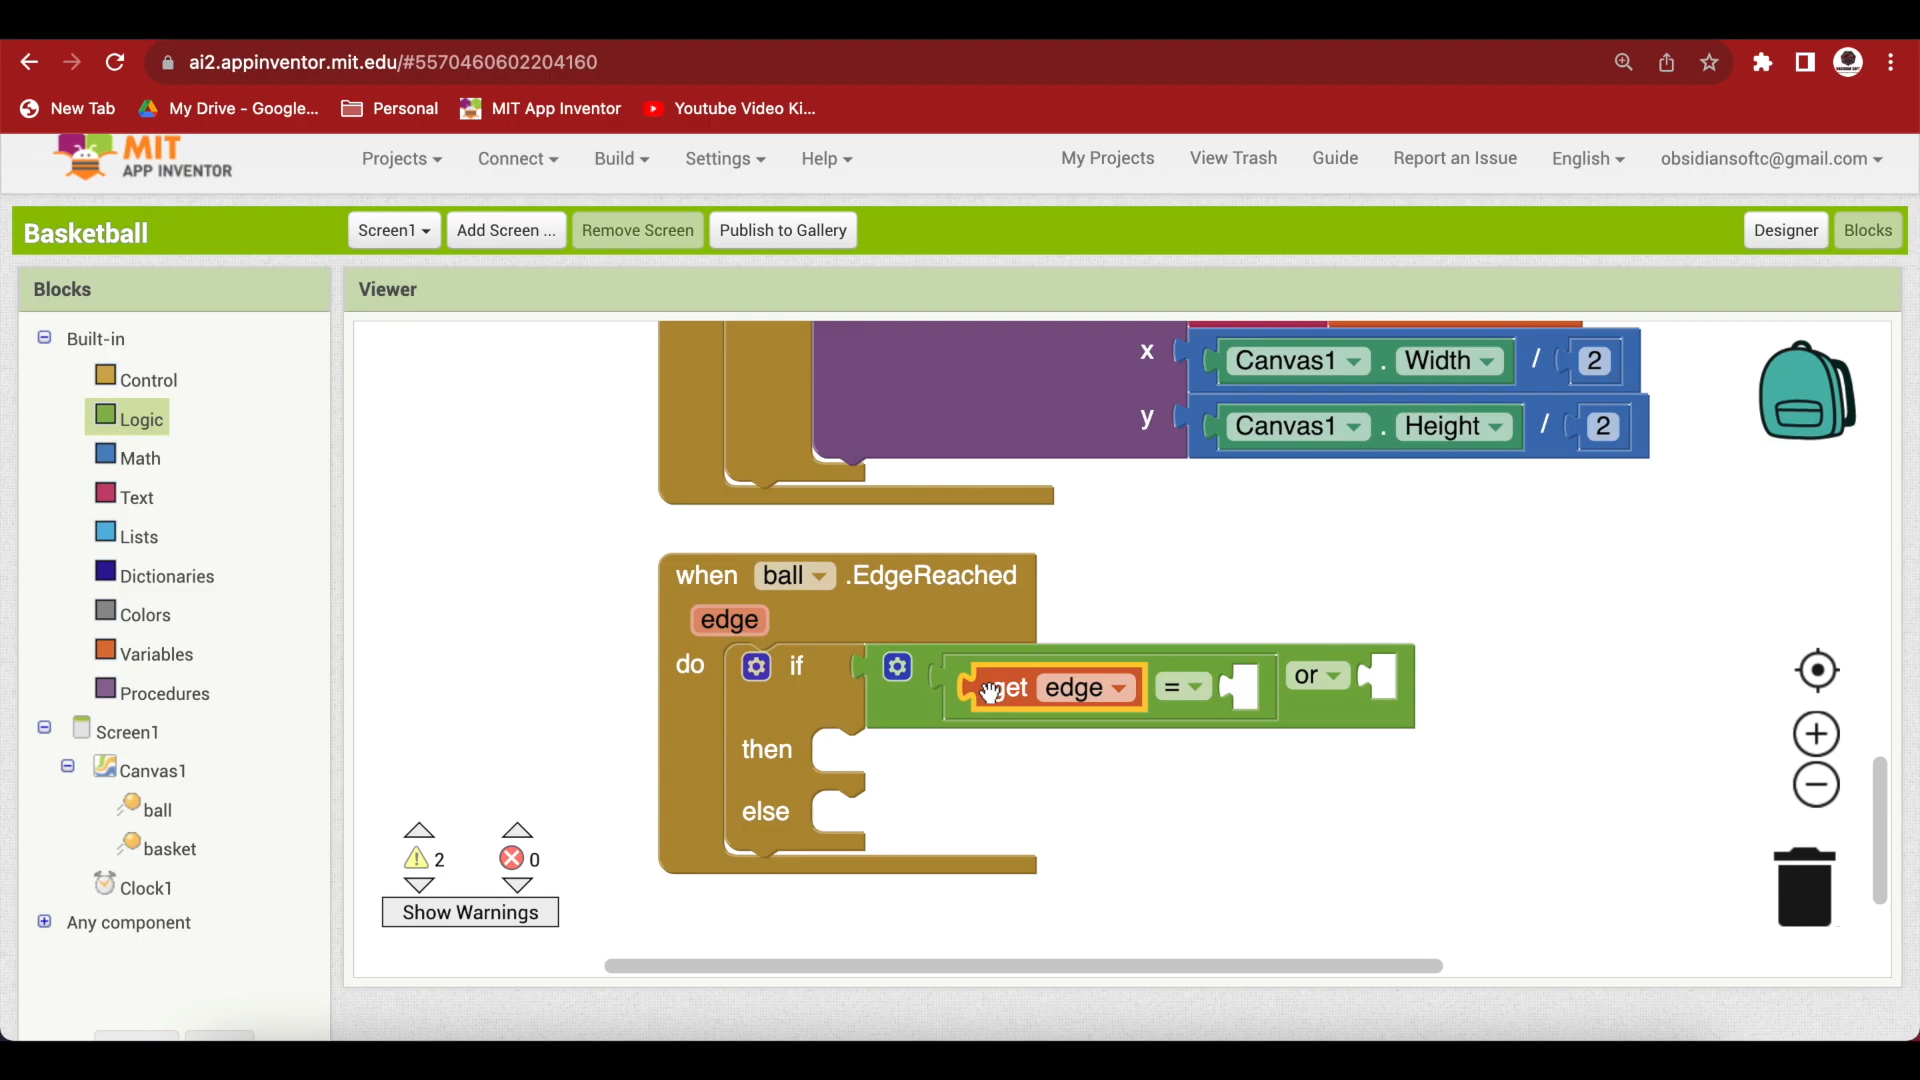 ai2.appinventor.mit.edu/#5570460602204160
New Tab My Drive - Google... Personal MIT App Inventor Youtube Video Ki...
MIT
APP INVENTOR
Projects Connect Build Settings Help My Projects View Trash Guide Report an Issue English obsidiansoftc@gmail.com
Basketball Screen1 Add Screen ... Remove Screen Publish to Gallery Designer Blocks
Blocks Viewer
Built-in
Control
Logic
Math
Text
Lists
Dictionaries
Colors
Variables
Procedures
Screen1
Canvas1
ball
basket
Clock1
Any component
x Canvas1 . Width / 2
y Canvas1 . Height / 2
when ball .EdgeReached
edge
do if get edge = or
then
else
2 0
Show Warnings